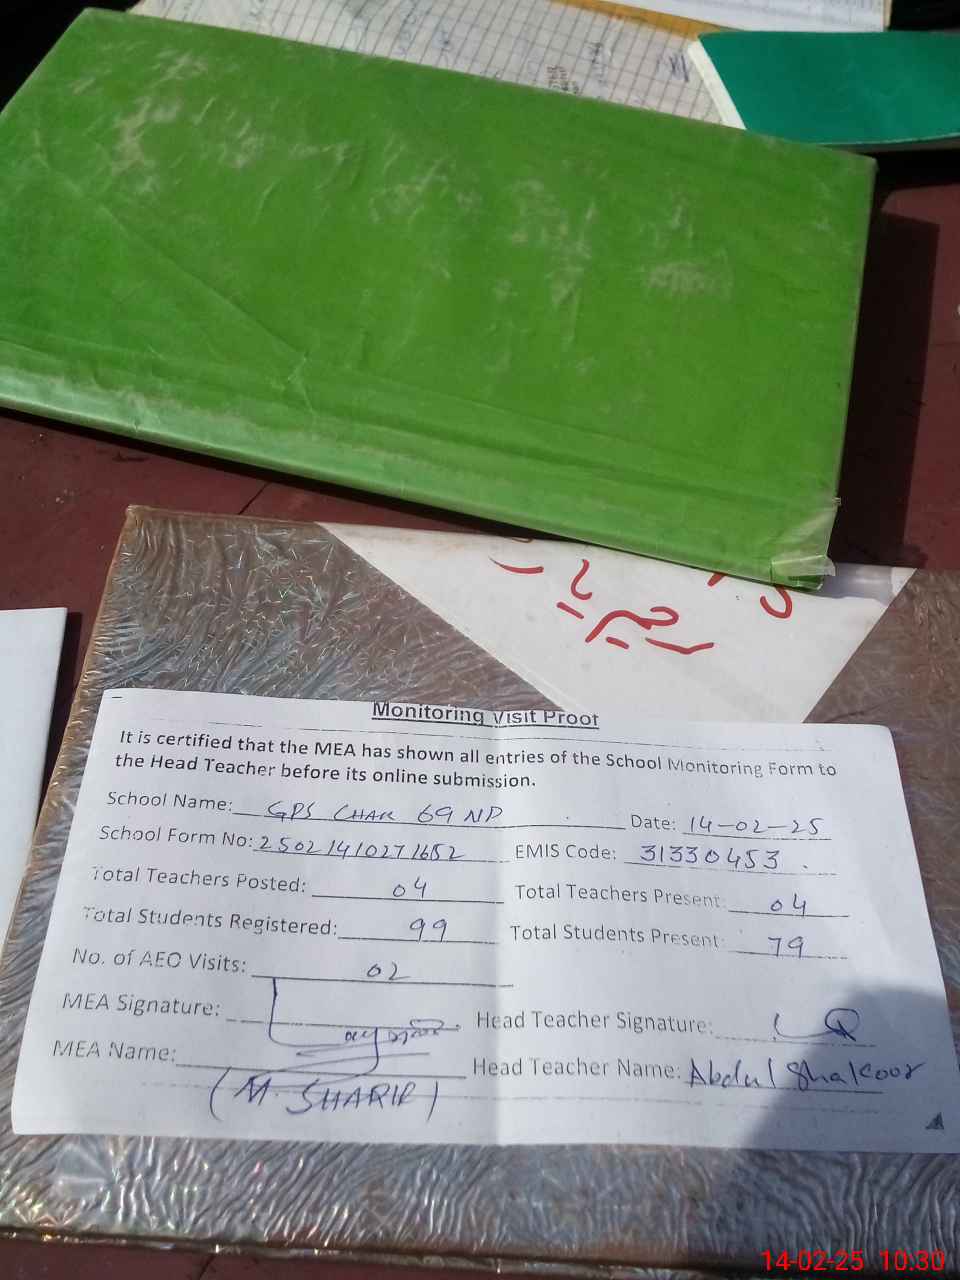 Monitoring Visit Proof
It is certified that the MEA has shown all entries of the School Monitoring Form to
the Head Teacher before its online submission.
School Name: GPS CHAK 69 NP Date: 14-02-25
School Form No: 25021410271652 EMIS Code: 31330453
Total Teachers Posted: 04 Total Teachers Present: 04
Total Students Registered: 99 Total Students Present: 79
No. of AEO Visits: 02
MEA Signature: Head Teacher Signature:
MEA Name: Head Teacher Name: Abdul Shakoor
(M. SHARIF)
14-02-25 10:30